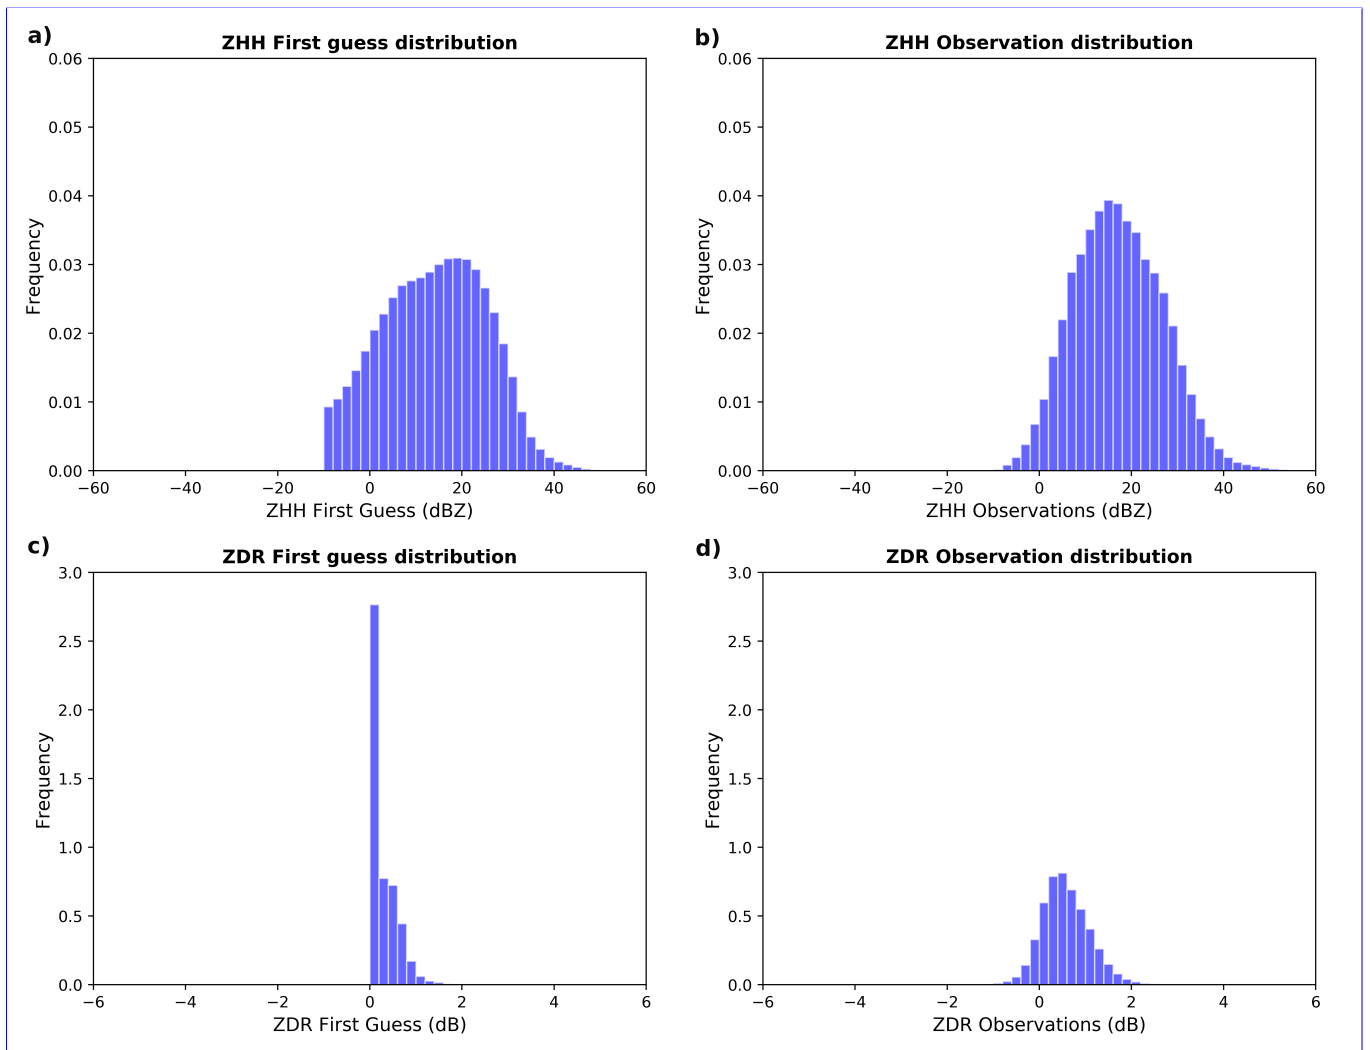 a)
ZHH First guess distribution
0.06
0.05
0.04
0.03
0.02
0.01
0.00
Frequency
−60 −40 −20 0 20 40 60
ZHH First Guess (dBZ)
b)
ZHH Observation distribution
0.06
0.05
0.04
0.03
0.02
0.01
0.00
Frequency
−60 −40 −20 0 20 40 60
ZHH Observations (dBZ)
c)
ZDR First guess distribution
3.0
2.5
2.0
1.5
1.0
0.5
0.0
Frequency
−6 −4 −2 0 2 4 6
ZDR First Guess (dB)
d)
ZDR Observation distribution
3.0
2.5
2.0
1.5
1.0
0.5
0.0
Frequency
−6 −4 −2 0 2 4 6
ZDR Observations (dB)